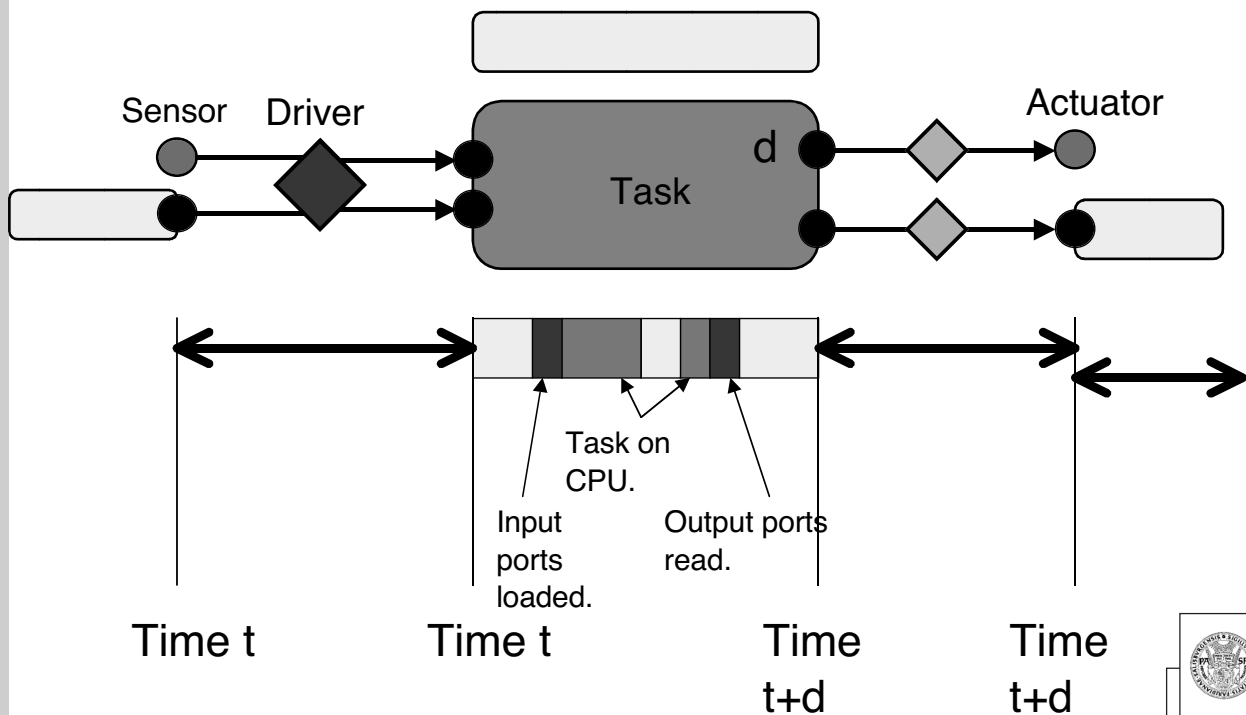 Sensor
Driver
Actuator
d
Task
Task on
CPU.
Input
ports
loaded.
Output ports
read.
Time t
Time t
Time
t+d
Time
t+d